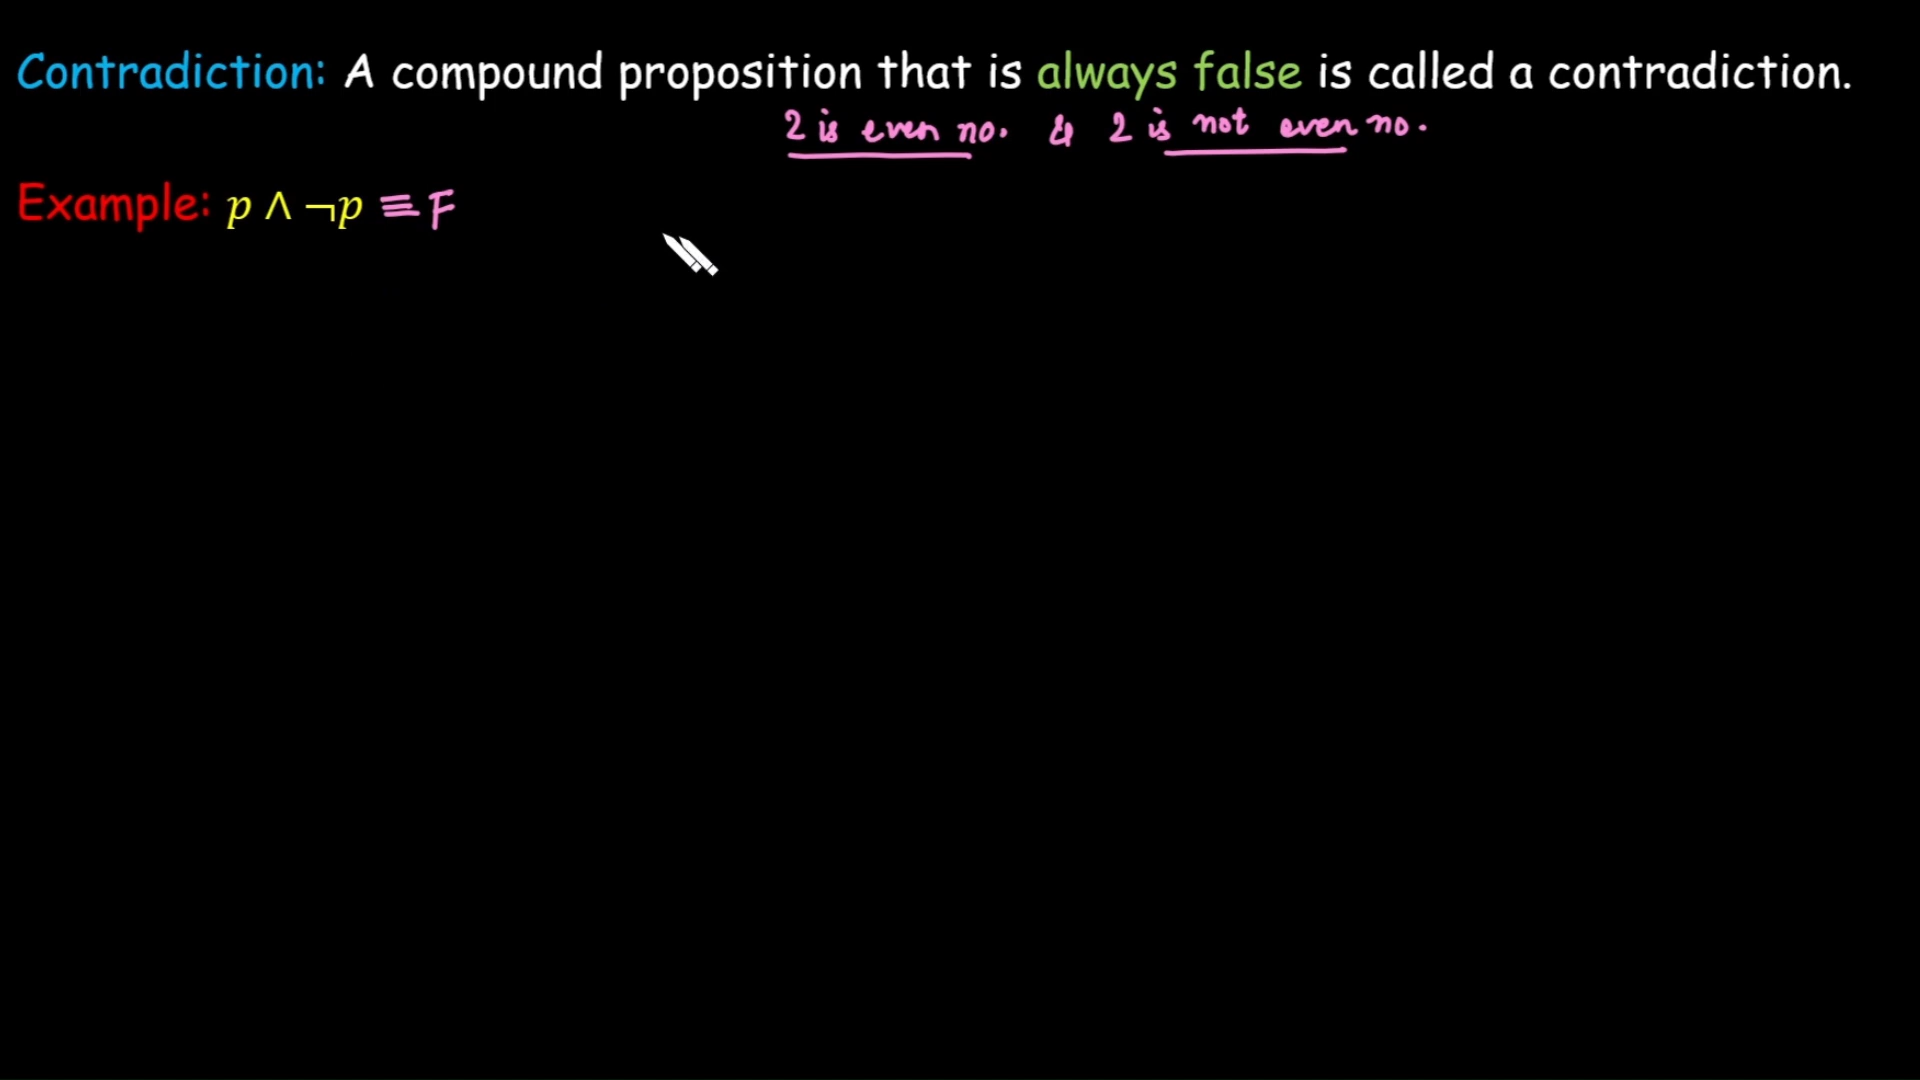 Contradiction: A compound proposition that is always false is called a contradiction.
2 is even no. & 2 is not even no.
Example: p ∧ ¬p ≡ F